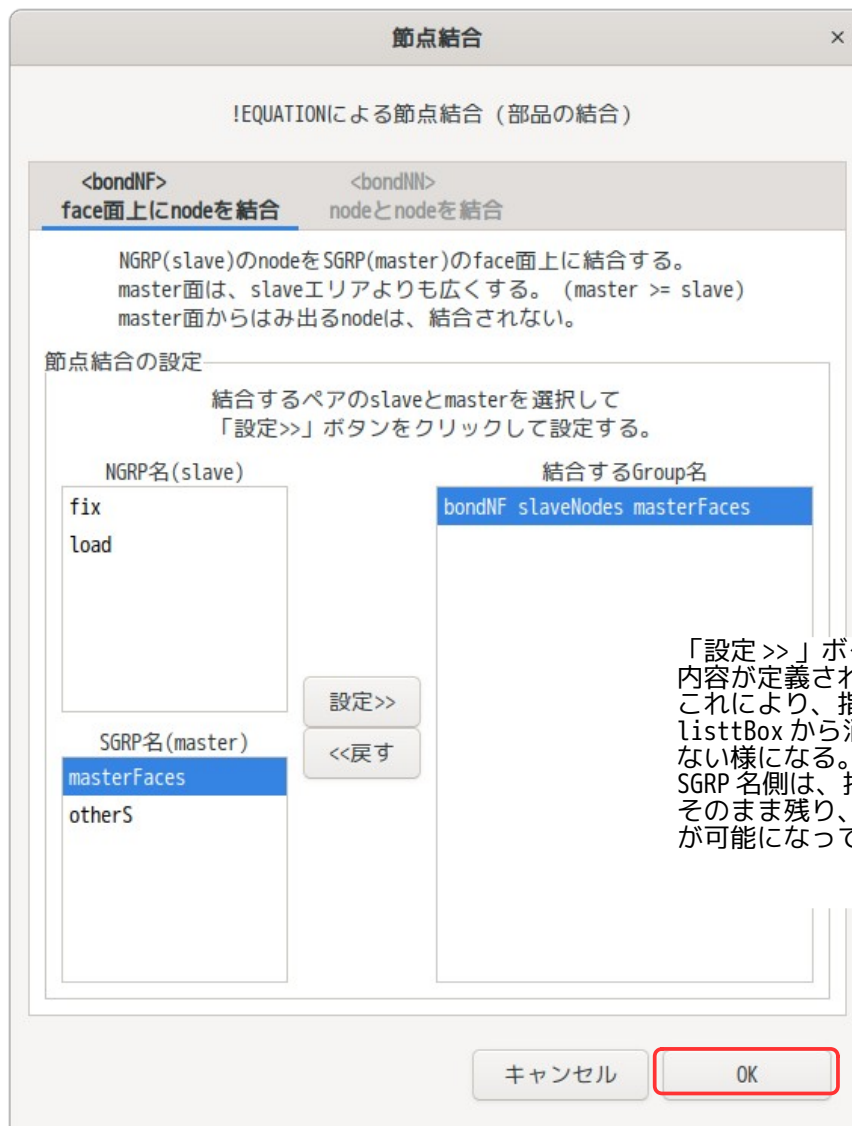 節点結合
×
!EQUATIONによる節点結合 (部品の結合)
<bondNF>
face面上にnodeを結合
<bondNN>
nodeとnodeを結合
NGRP(slave)のnodeをSGRP(master)のface面上に結合する。
master面は、slaveエリアよりも広くする。 (master >= slave)
master面からはみ出るnodeは、結合されない。
節点結合の設定
結合するペアのslaveとmasterを選択して
「設定>>」ボタンをクリックして設定する。
NGRP名(slave)
fix
load
SGRP名(master)
masterFaces
otherS
設定>>
<<戻す
結合するGroup名
bondNF slaveNodes masterFaces
「設定 >> 」ボ
内容が定義され
これにより、指
listtBox から
ない様になる。
SGRP 名側は、
そのまま残り、
が可能になって
キャンセル
OK